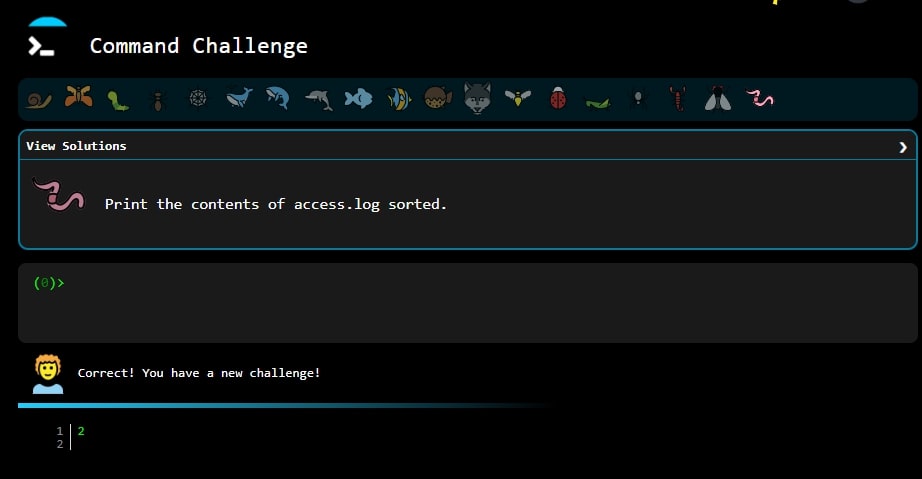 Command Challenge
View Solutions
Print the contents of access.log sorted.
(0)>
Correct! You have a new challenge!
1 2
2